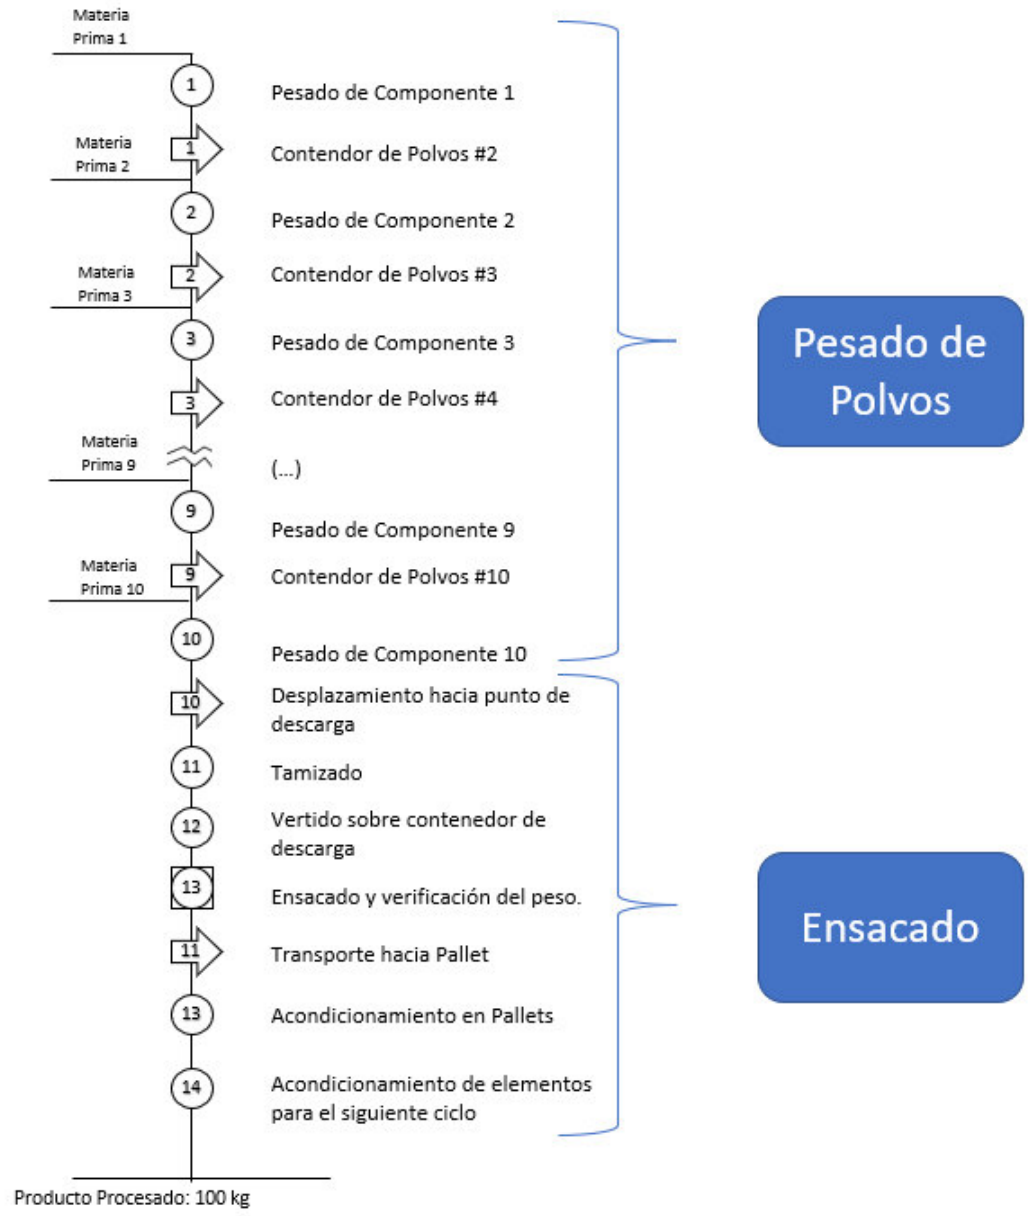 Materia
Prima 1
1
Pesado de Componente 1
Materia
Prima 2
1
Contendor de Polvos #2
2
Pesado de Componente 2
Materia
Prima 3
2
Contendor de Polvos #3
3
Pesado de Componente 3
3
Contendor de Polvos #4
Materia
Prima 9
(...)
9
Pesado de Componente 9
Materia
Prima 10
9
Contendor de Polvos #10
10
Pesado de Componente 10
Pesado de
Polvos
10
Desplazamiento hacia punto de
descarga
11
Tamizado
12
Vertido sobre contenedor de
descarga
13
Ensacado y verificación del peso.
11
Transporte hacia Pallet
13
Acondicionamiento en Pallets
14
Acondicionamiento de elementos
para el siguiente ciclo
Ensacado
Producto Procesado: 100 kg